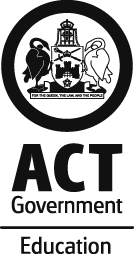 FOR THE QUEEN, THE LAW, AND THE PEOPLE
ACT
Government
Education